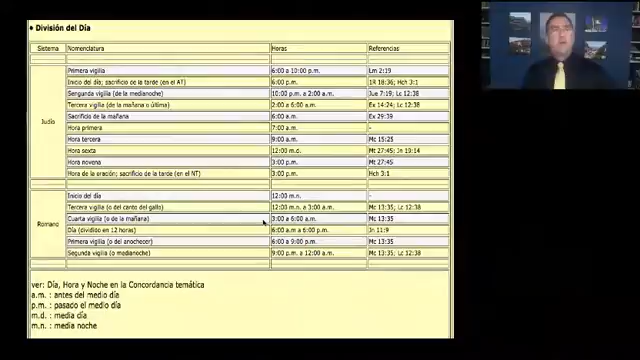 • División del Día
Sistema Nomenclatura Horas Referencias
Primera vigilia 6:00 a 10:00 p.m. Lm 2:19
Inicio del día; sacrificio de la tarde (en el AT) 6:00 p.m. 1R 18:36; Hch 3:1
Sengunda vigilia (de la medianoche) 10:00 p.m. a 2:00 a.m. Jue 7:19; Lc 12:38
Tercera vigilia (de la mañana o última) 2:00 a 6:00 a.m. Ex 14:24; Lc 12:38
Sacrificio de la mañana 6:00 a.m. Ex 29:39
Judío Hora primera 7:00 a.m. -
Hora tercera 9:00 a.m. Mc 15:25
Hora sexta 12:00 m.d. Mt 27:45; Jn 19:14
Hora novena 3:00 p.m. Mt 27:45
Hora de la oración; sacrificio de la tarde (en el NT) 3:00 p.m. Hch 3:1
Inicio del día 12:00 m.n. -
Tercera vigilia (o del canto del gallo) 12:00 m.n. a 3:00 a.m. Mc 13:35; Lc 12:38
Romano Cuarta vigilia (o de la mañana) 3:00 a 6:00 a.m. Mc 13:35
Día (dividido en 12 horas) 6:00 a.m a 6:00 p.m. Jn 11:9
Primera vigilia (o del anochecer) 6:00 a 9:00 p.m. Mc 13:35
Segunda vigilia (o medianoche) 9:00 p.m. a 12:00 a.m. Mc 13:35; Lc 12:38
ver: Día, Hora y Noche en la Concordancia temática
a.m. : antes del medio día
p.m. : pasado el medio día
m.d. : media día
m.n. : media noche